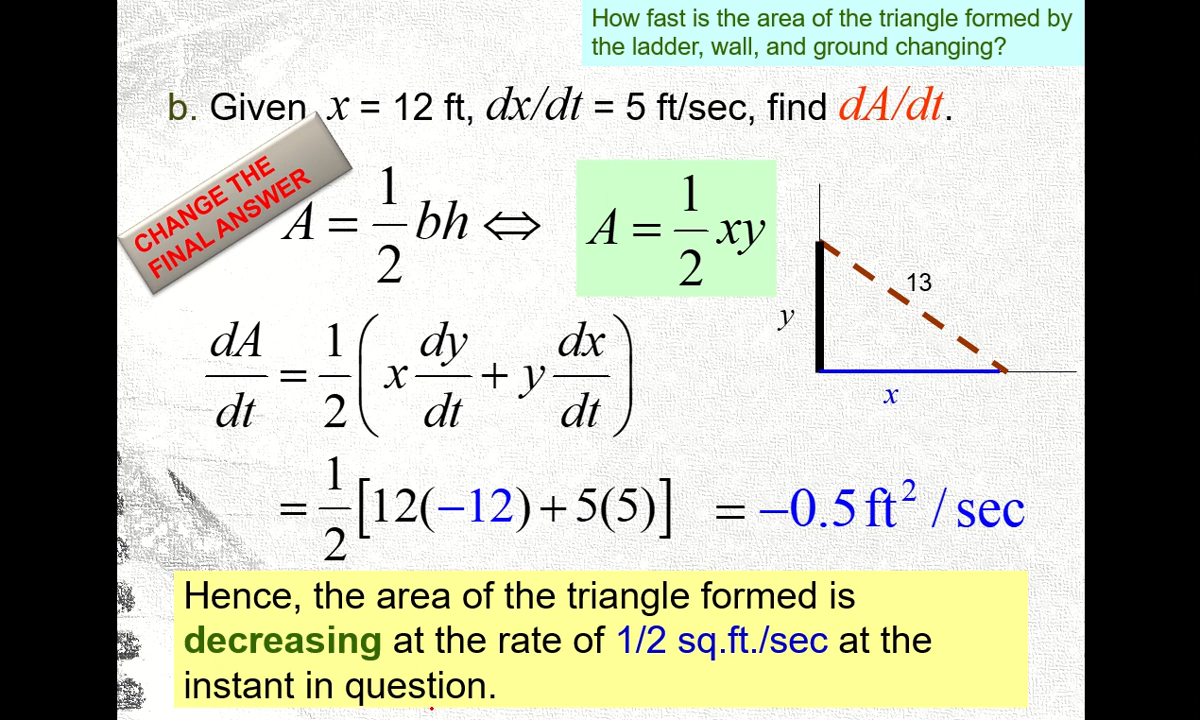 How fast is the area of the triangle formed by
the ladder, wall, and ground changing?
b. Given x = 12 ft, dx/dt = 5 ft/sec, find dA/dt.
CHANGE THE
FINAL ANSWER
A = 1/2 bh ⇔ A = 1/2 xy
13
y
x
dA/dt = 1/2 ( x dy/dt + y dx/dt )
= 1/2 [12(−12)+5(5)] = −0.5 ft² / sec
Hence, the area of the triangle formed is
decreasing at the rate of 1/2 sq.ft./sec at the
instant in question.